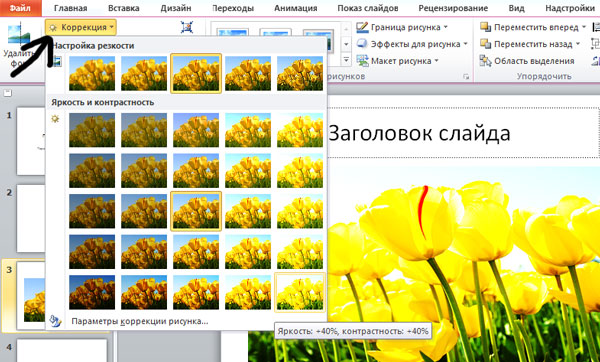 Файл Главная Вставка Дизайн Переходы Анимация Показ слайдов Рецензирование Вид Надстройки
Коррекция
Удалить
фон
Граница рисунка
Эффекты для рисунка
Макет рисунка
Переместить вперед
Переместить назад
Область выделения
рисунков
Упорядочить
Настройка резкости
Яркость и контрастность
Параметры коррекции рисунка...
1
2
3
4
Заголовок слайда
Яркость: +40%, контрастность: +40%